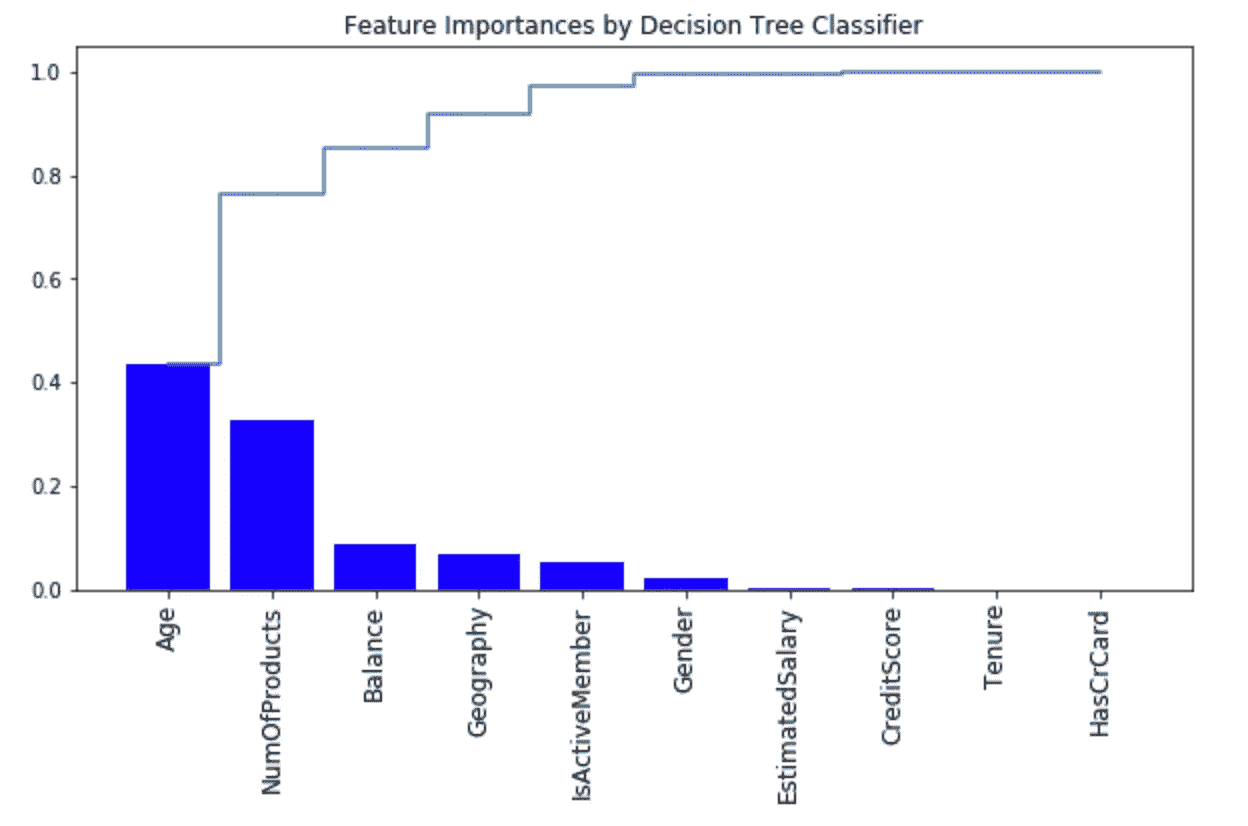 Feature Importances by Decision Tree Classifier
1.0
0.8
0.6
0.4
0.2
0.0
Age
NumOfProducts
Balance
Geography
IsActiveMember
Gender
EstimatedSalary
CreditScore
Tenure
HasCrCard